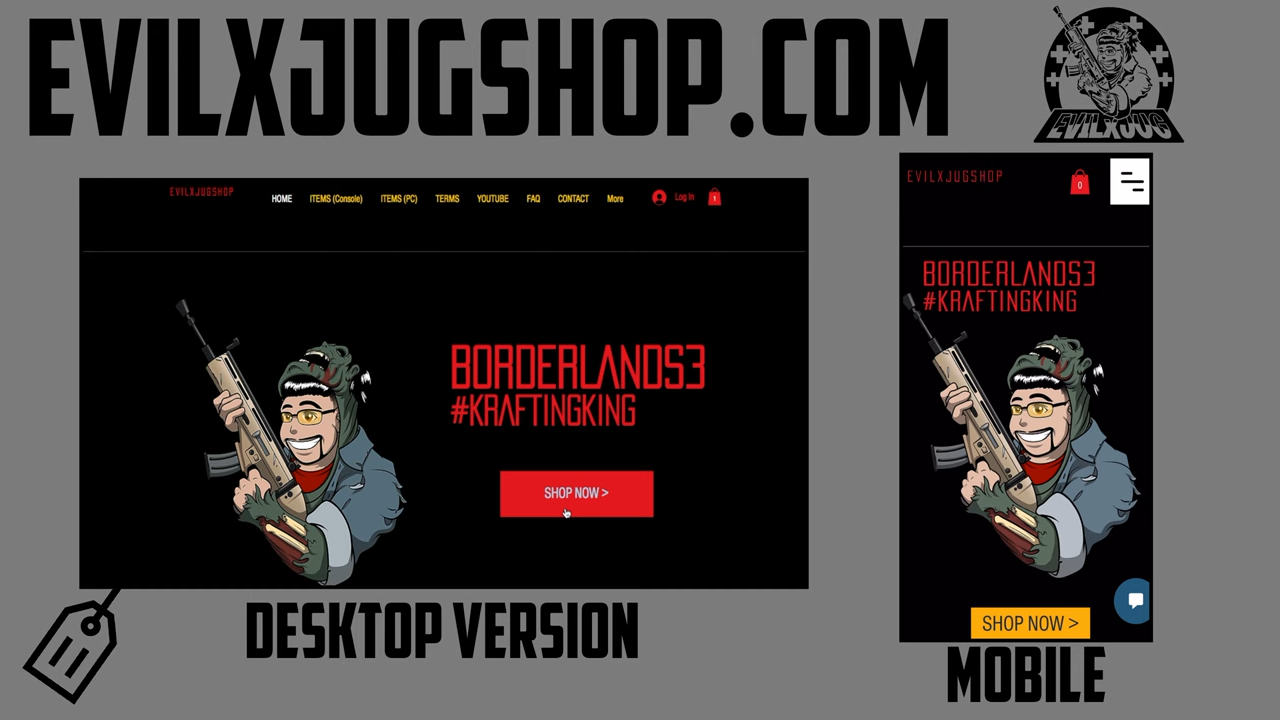 EVILXJUGSHOP.COM
EVILXJUG
EVILXJUGSHOP
HOME ITEMS (Console) ITEMS (PC) TERMS YOUTUBE FAQ CONTACT More Log In 1
BORDERLANDS3
#KRAFTINGKING
SHOP NOW >
DESKTOP VERSION
EVILXJUGSHOP
0
BORDERLANDS3
#KRAFTINGKING
SHOP NOW >
MOBILE